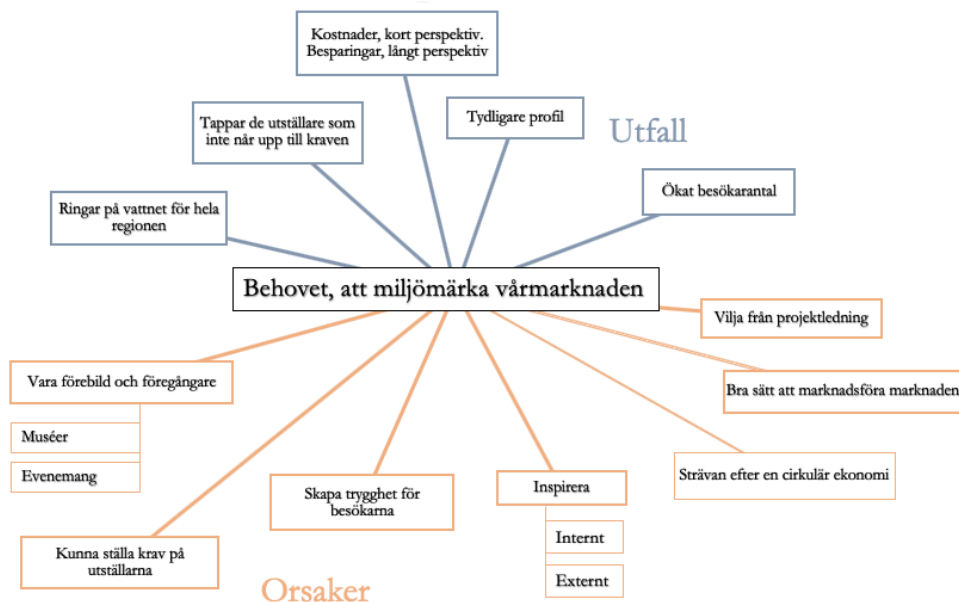 Kostnader, kort perspektiv.
Besparingar, långt perspektiv
Tappar de utställare som
inte når upp till kraven
Tydligare profil
Utfall
Ringar på vattnet för hela
regionen
Ökat besökarantal
Behovet, att miljömärka vårmarknaden
Vilja från projektledning
Vara förebild och föregångare
Muséer
Evenemang
Bra sätt att marknadsföra marknaden
Strävan efter en cirkulär ekonomi
Skapa trygghet för
besökarna
Inspirera
Internt
Externt
Kunna ställa krav på
utställarna
Orsaker